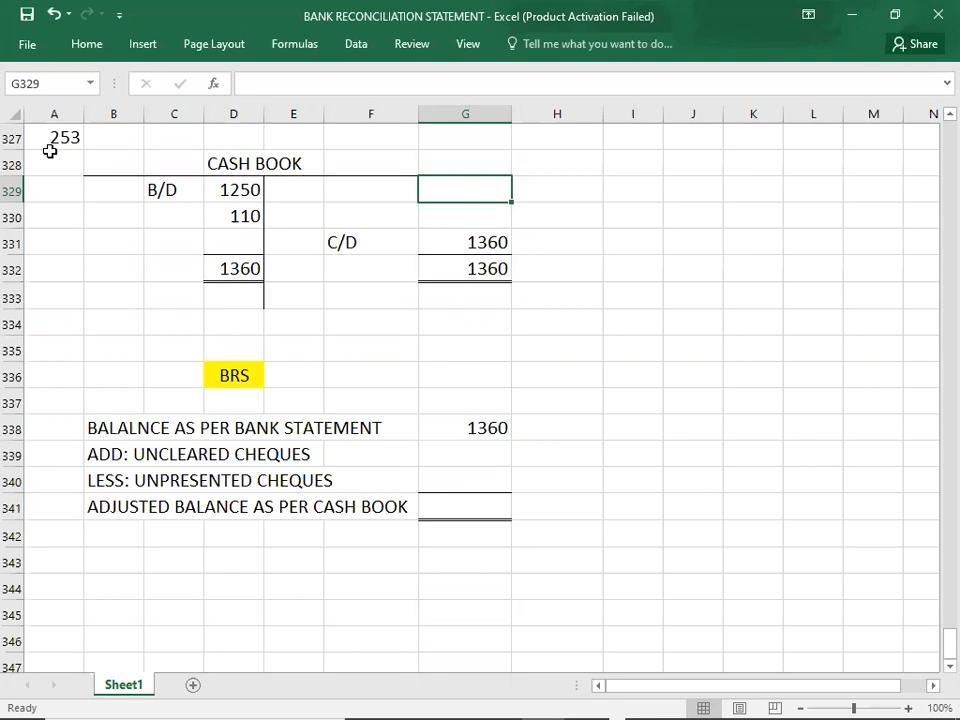 BANK RECONCILIATION STATEMENT - Excel (Product Activation Failed)
File Home Insert Page Layout Formulas Data Review View Tell me what you want to do... Share
G329 fx
A B C D E F G H I J K L M N
327 253
328 CASH BOOK
329 B/D 1250
330 110
331 C/D 1360
332 1360 1360
333
334
335
336 BRS
337
338 BALALNCE AS PER BANK STATEMENT 1360
339 ADD: UNCLEARED CHEQUES
340 LESS: UNPRESENTED CHEQUES
341 ADJUSTED BALANCE AS PER CASH BOOK
342
343
344
345
346
347
Sheet1
Ready 100%